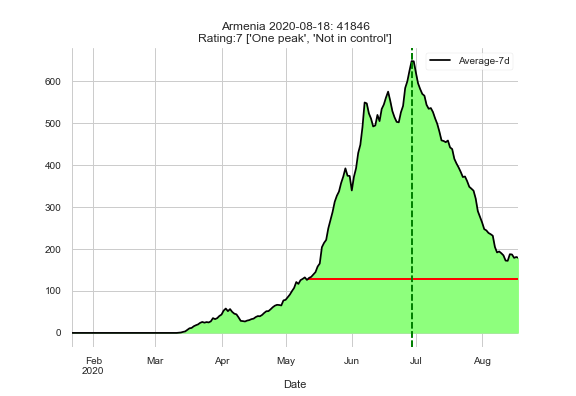 Armenia 2020-08-18: 41846
Rating:7 ['One peak', 'Not in control']
Average-7d
600
500
400
300
200
100
0
Feb Mar Apr May Jun Jul Aug
2020
Date